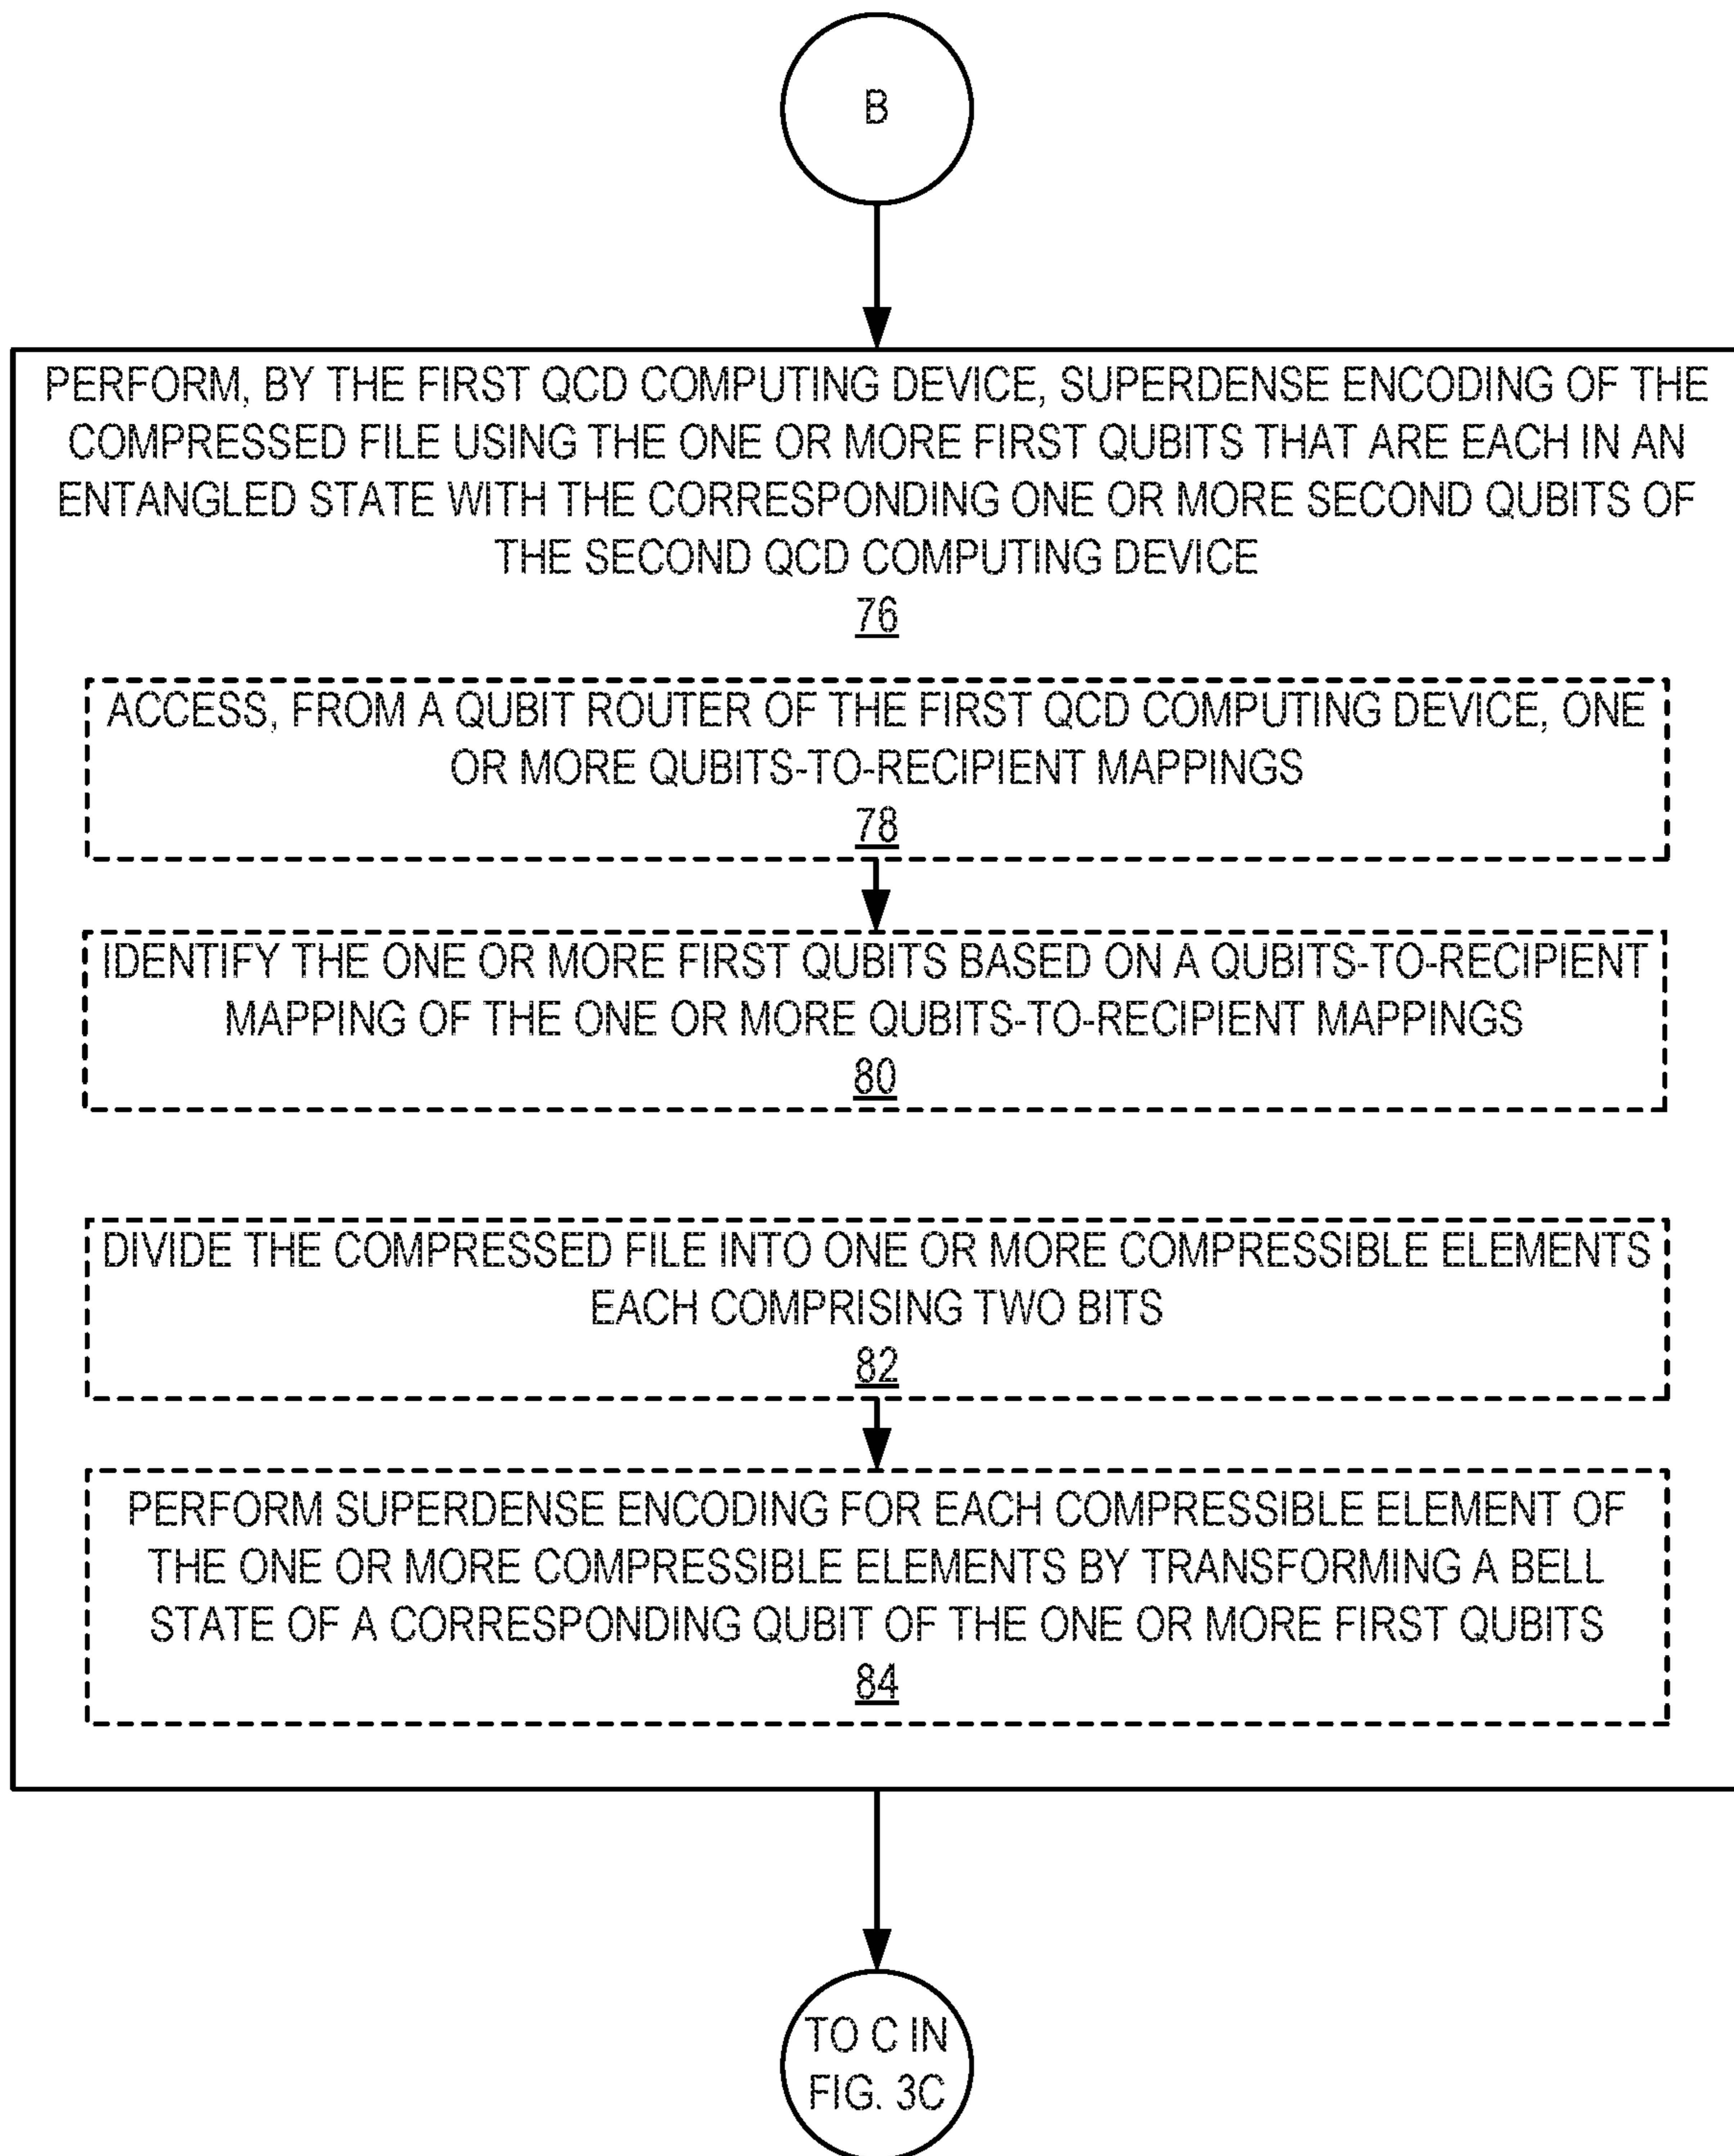 B
PERFORM, BY THE FIRST QCD COMPUTING DEVICE, SUPERDENSE ENCODING OF THE
COMPRESSED FILE USING THE ONE OR MORE FIRST QUBITS THAT ARE EACH IN AN
ENTANGLED STATE WITH THE CORRESPONDING ONE OR MORE SECOND QUBITS OF
THE SECOND QCD COMPUTING DEVICE
76
ACCESS, FROM A QUBIT ROUTER OF THE FIRST QCD COMPUTING DEVICE, ONE
OR MORE QUBITS-TO-RECIPIENT MAPPINGS
78
IDENTIFY THE ONE OR MORE FIRST QUBITS BASED ON A QUBITS-TO-RECIPIENT
MAPPING OF THE ONE OR MORE QUBITS-TO-RECIPIENT MAPPINGS
80
DIVIDE THE COMPRESSED FILE INTO ONE OR MORE COMPRESSIBLE ELEMENTS
EACH COMPRISING TWO BITS
82
PERFORM SUPERDENSE ENCODING FOR EACH COMPRESSIBLE ELEMENT OF
THE ONE OR MORE COMPRESSIBLE ELEMENTS BY TRANSFORMING A BELL
STATE OF A CORRESPONDING QUBIT OF THE ONE OR MORE FIRST QUBITS
84
TO C IN
FIG. 3C